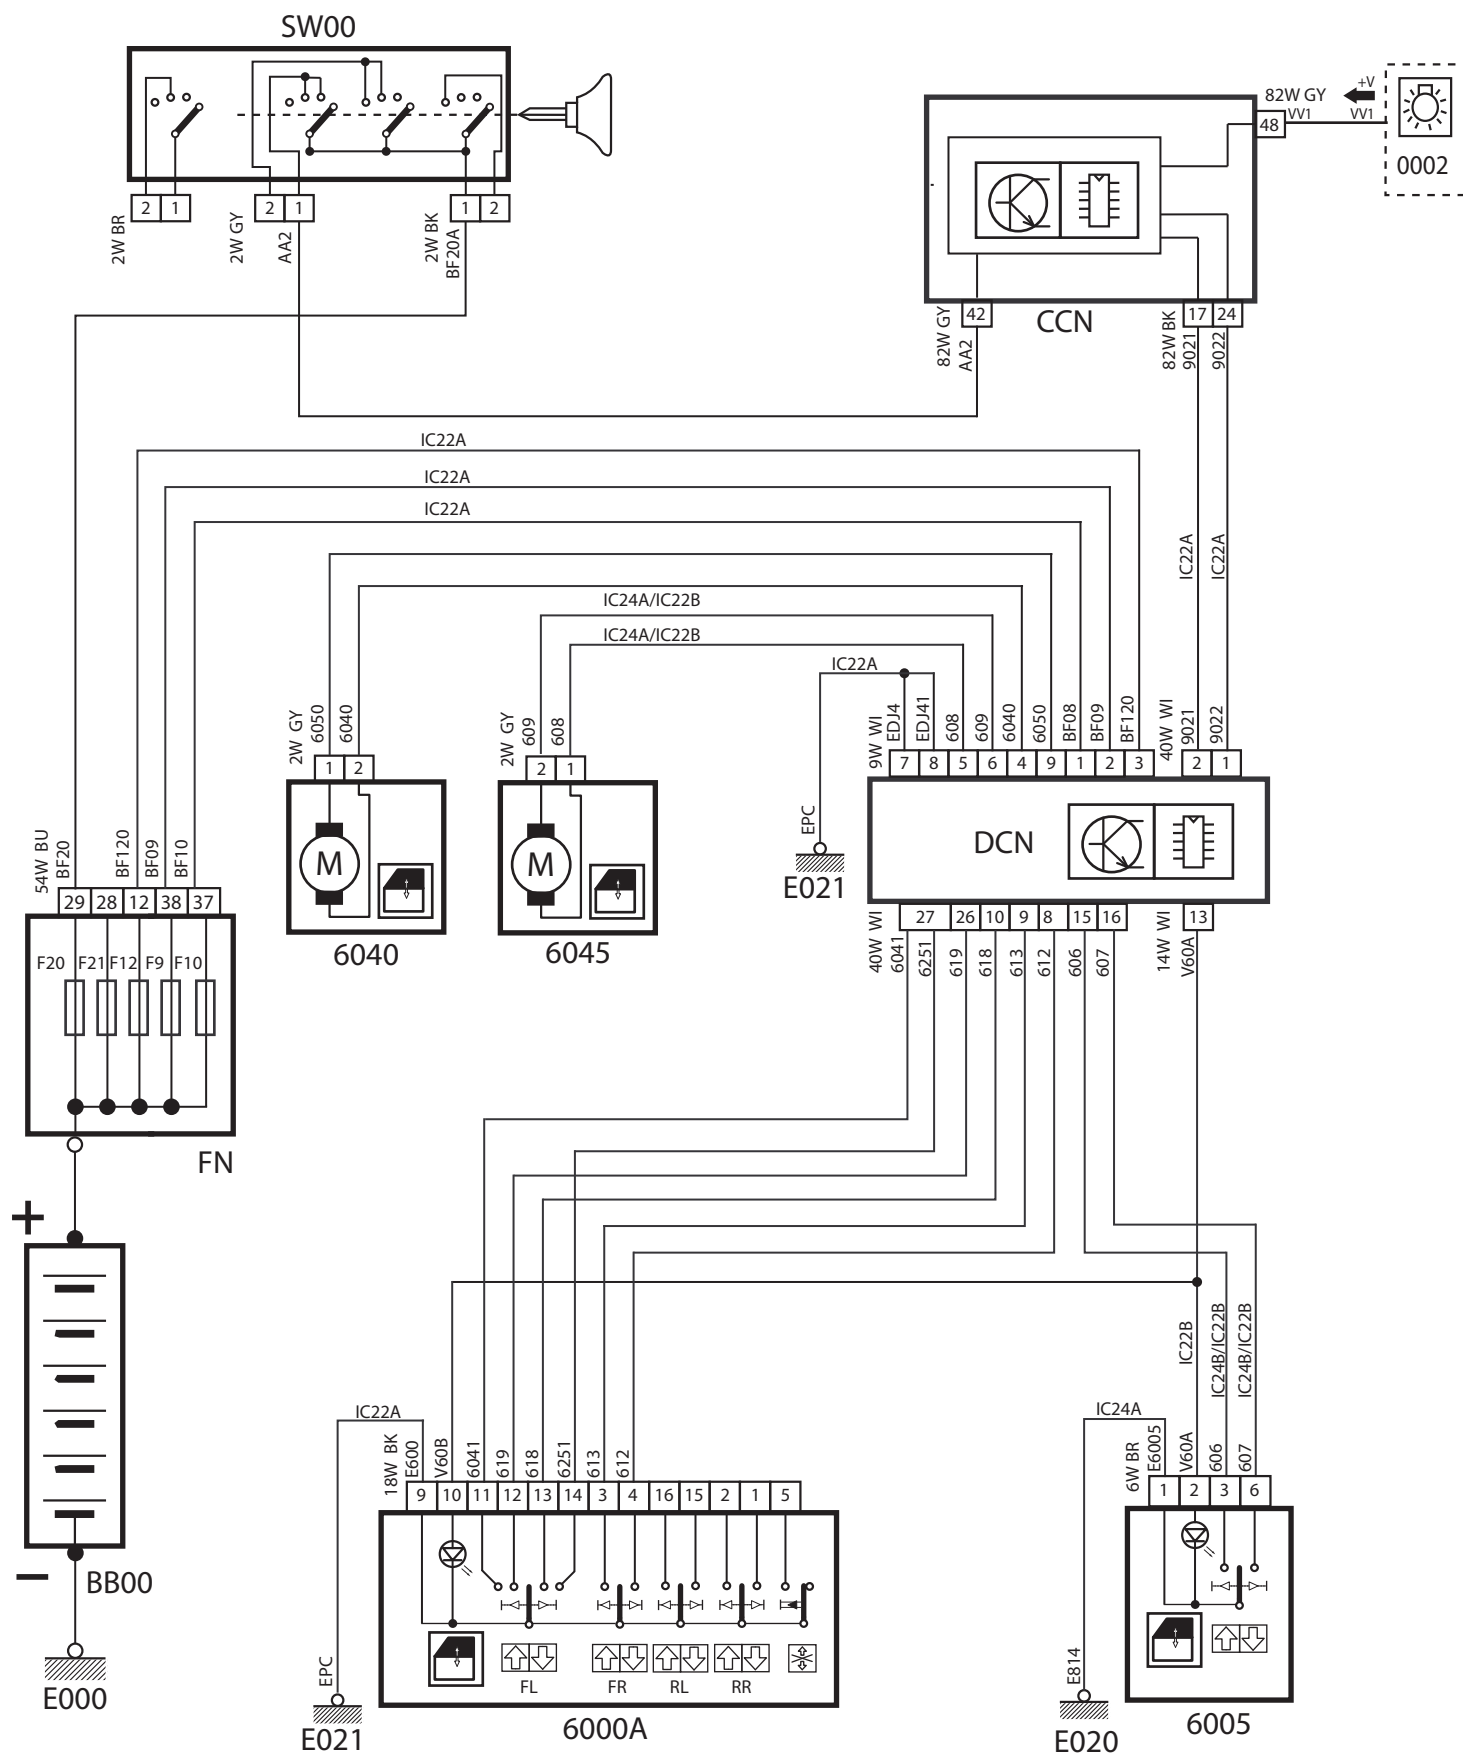 SW00
2 1
2 1
1 2
2W BR
2W GY
AA2
2W BK
BF20A
82W GY
+V
VV1
VV1
48
0002
42
CCN
17 24
82W GY
AA2
82W BK
9021
9022
IC22A
IC22A
IC22A
IC22A
IC22A
IC24A/IC22B
IC24A/IC22B
IC22A
2W GY
6050
6040
1 2
M
6040
2W GY
609
608
2 1
M
6045
EPC
E021
9W WI
EDJ4
EDJ41
608
609
6040
6050
BF08
BF09
BF120
40W WI
9021
9022
7 8 5 6 4 9 1 2 3
2 1
DCN
27 26 10 9 8 15 16
13
40W WI
6041
6251
619
618
613
612
606
607
14W WI
V60A
54W BU
BF20
BF120
BF09
BF10
29 28 12 38 37
F20 F21 F12 F9 F10
FN
+
−
BB00
E000
IC22B
IC24B/IC22B
IC24B/IC22B
IC22A
18W BK
E600
V60B
6041
619
618
6251
613
612
9 10 11 12 13 14 3 4 16 15 2 1 5
FL FR RL RR
6000A
EPC
E021
IC24A
6W BR
E6005
V60A
606
607
1 2 3 6
6005
E814
E020